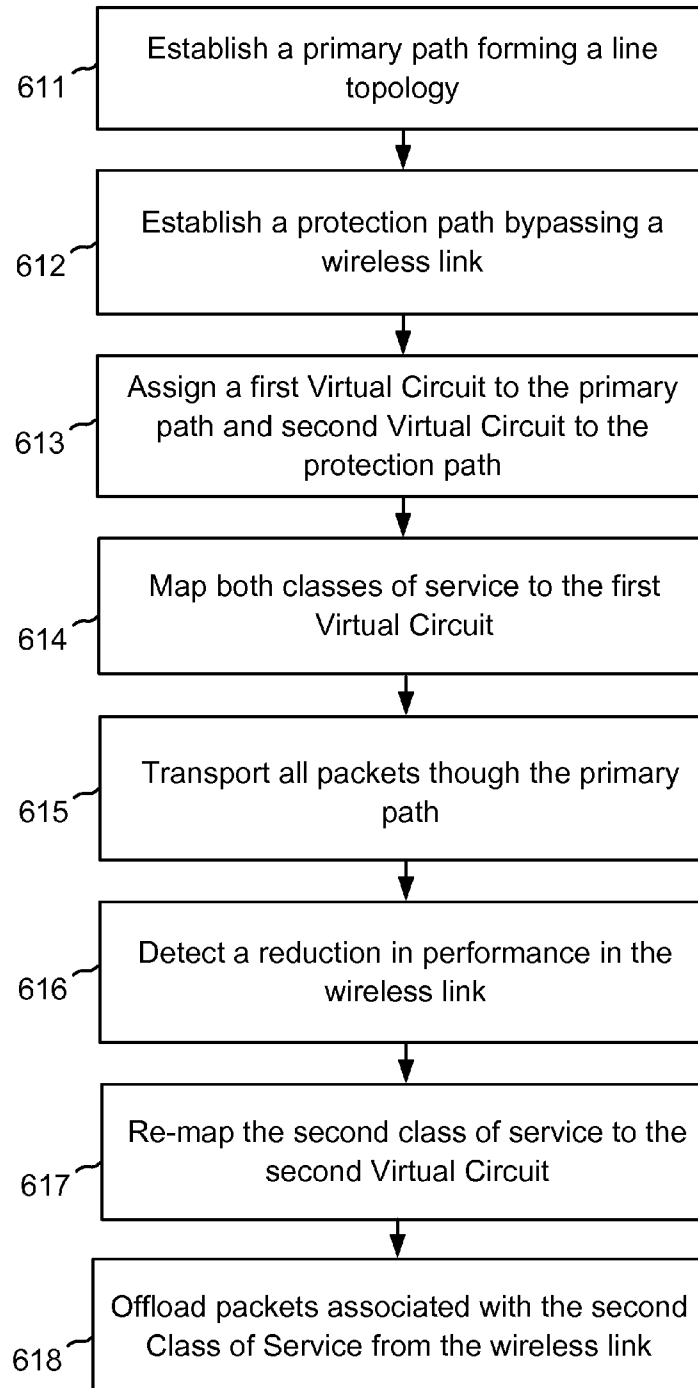 611
Establish a primary path forming a line
topology
612
Establish a protection path bypassing a
wireless link
613
Assign a first Virtual Circuit to the primary
path and second Virtual Circuit to the
protection path
614
Map both classes of service to the first
Virtual Circuit
615
Transport all packets though the primary
path
616
Detect a reduction in performance in the
wireless link
617
Re-map the second class of service to the
second Virtual Circuit
618
Offload packets associated with the second
Class of Service from the wireless link